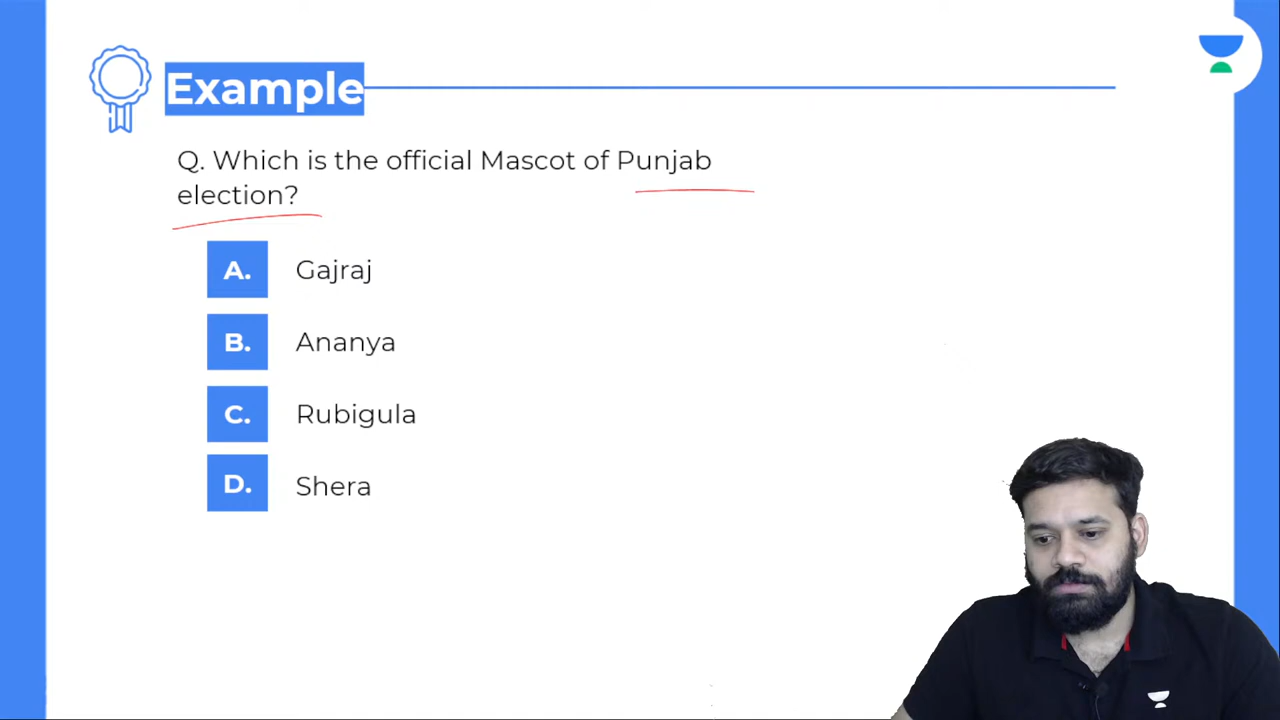 Example
Q. Which is the official Mascot of Punjab
election?
A. Gajraj
B. Ananya
C. Rubigula
D. Shera